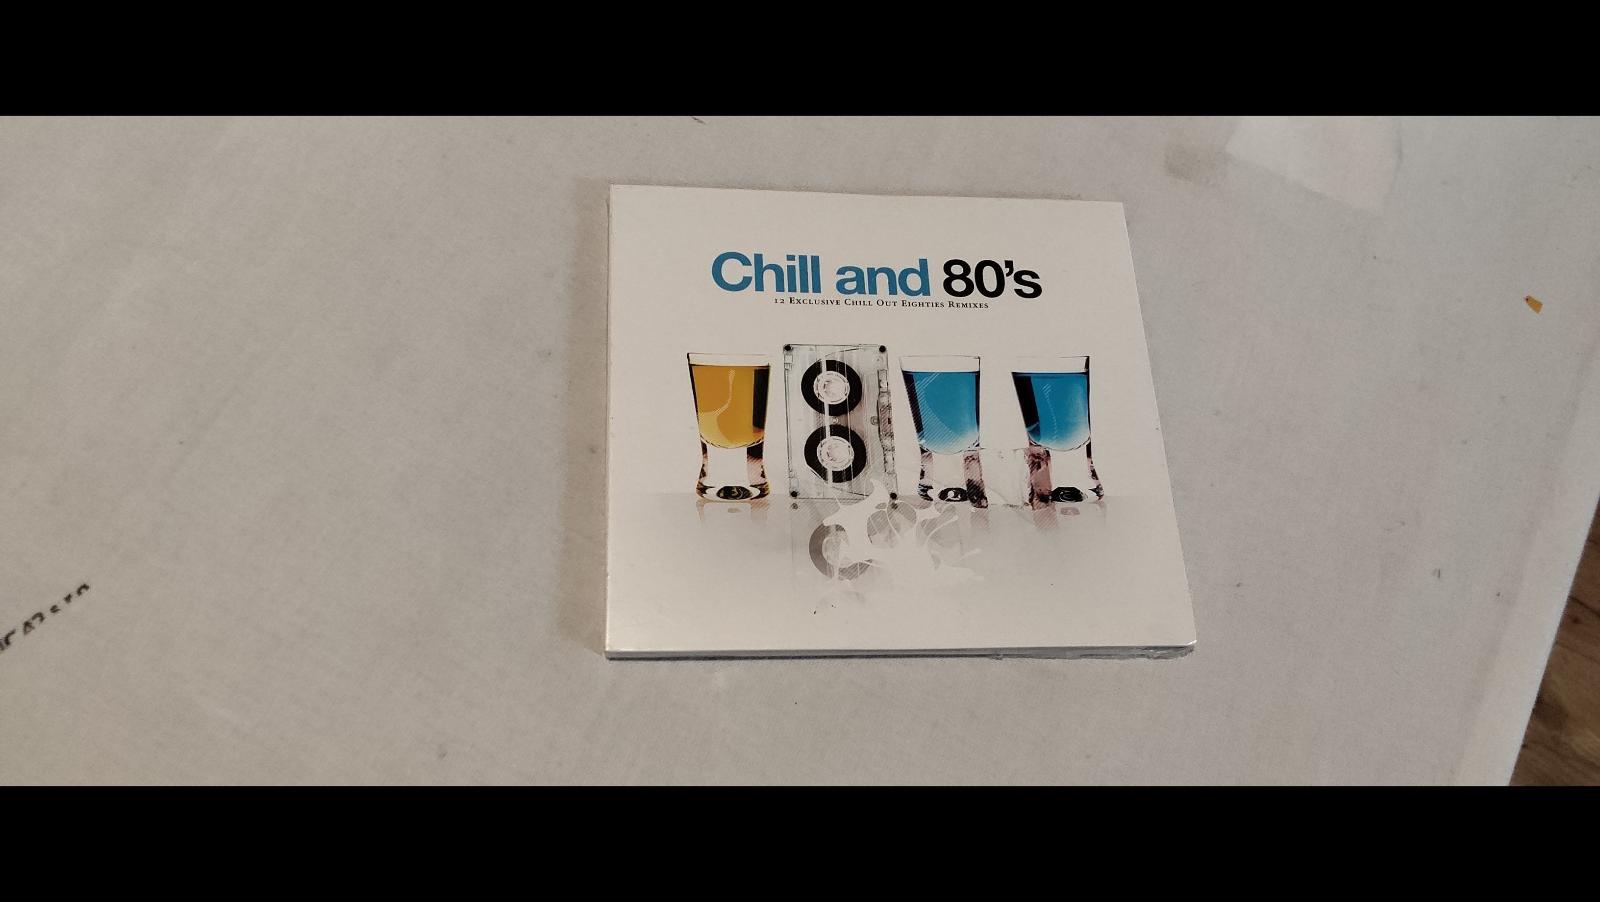 Chill and 80's
12 Exclusive Chill Out Eighties Remixes